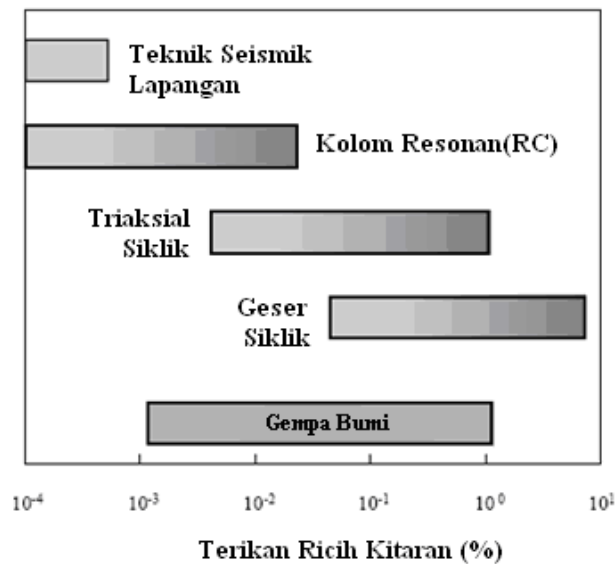 Teknik Seismik
Lapangan
Kolom Resonan(RC)
Triaksial
Siklik
Geser
Siklik
Gempa Bumi
10⁻⁴ 10⁻³ 10⁻² 10⁻¹ 10⁰ 10¹
Terikan Ricih Kitaran (%)